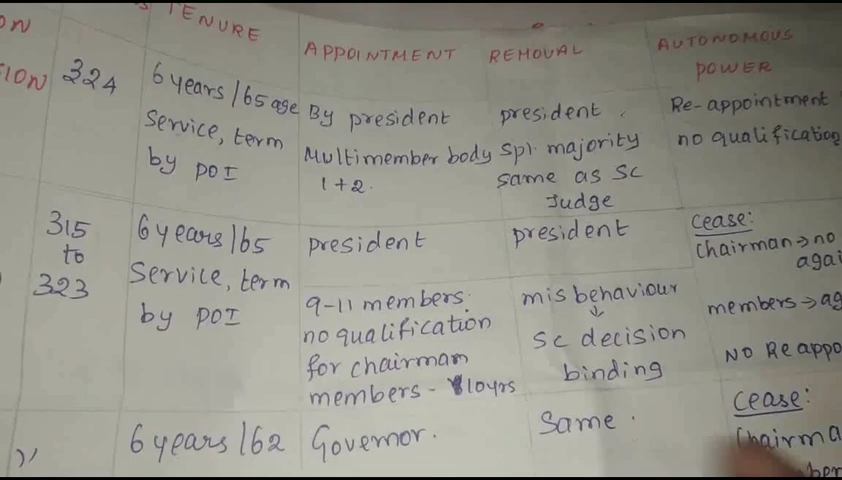 ON TENURE APPOINTMENT REMOVAL AUTONOMOUS POWER
ION 324
6 years/65 age
Service, term
by POI
By president
Multimember body
1+2.
president
Spl. majority
same as SC
Judge
Re-appointment
no qualification
315
to
323
6 years/65
Service, term
by POI
president
9-11 members.
no qualification
for chairmam
members - 10yrs
president
misbehaviour
↓
SC decision
binding
Cease:
Chairman → no
agai
members → ag
NO Reappo
6 years/62
Governor.
Same.
Cease:
Chairma